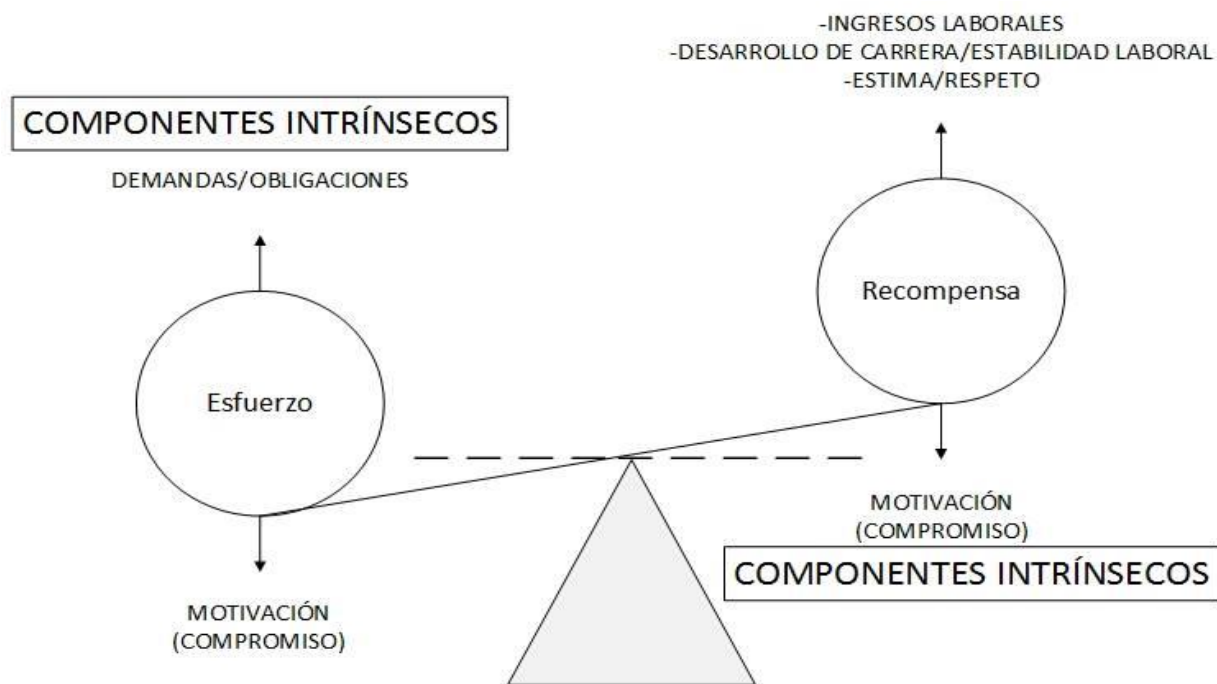 -INGRESOS LABORALES
-DESARROLLO DE CARRERA/ESTABILIDAD LABORAL
-ESTIMA/RESPETO
COMPONENTES INTRÍNSECOS
DEMANDAS/OBLIGACIONES
Recompensa
Esfuerzo
MOTIVACIÓN
(COMPROMISO)
COMPONENTES INTRÍNSECOS
MOTIVACIÓN
(COMPROMISO)